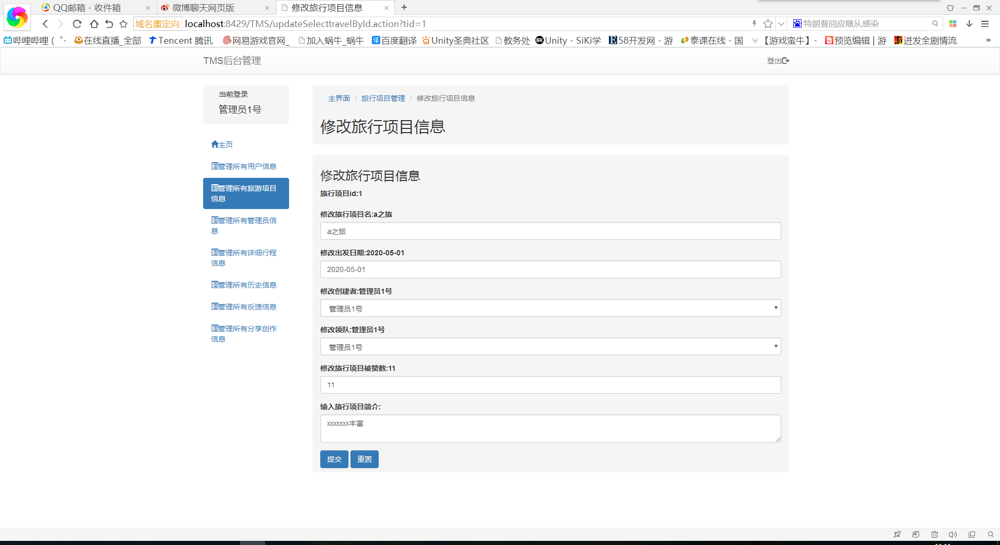 QQ邮箱 - 收件箱
微博聊天网页版
修改旅行项目信息
域名重定向 localhost:8429/TMS/updateSelecttravelById.action?tid=1
特朗普回应随从感染
哔哩哔哩 ( ゜-
在线直播_全部
Tencent 腾讯
网易游戏官网_
加入蜗牛_蜗牛
百度翻译
Unity圣典社区
教务处
Unity - SiKi学
58开发网 - 游
泰课在线 - 国
【游戏蛮牛】 -
预览编辑 | 游
迸发全剧情流
»
TMS后台管理
登出
当前登录
管理员1号
主页
管理所有用户信息
管理所有旅游项目
信息
管理所有管理员信
息
管理所有详细行程
信息
管理所有历史信息
管理所有反馈信息
管理所有分享创作
信息
主界面 / 旅行项目管理 / 修改旅行项目信息
修改旅行项目信息
修改旅行项目信息
旅行项目id:1
修改旅行项目名:a之旅
a之旅
修改出发日期:2020-05-01
2020-05-01
修改创建者:管理员1号
管理员1号
修改领队:管理员1号
管理员1号
修改旅行项目被赞数:11
11
输入旅行项目简介:
xxxxxxx丰富
提交
重置